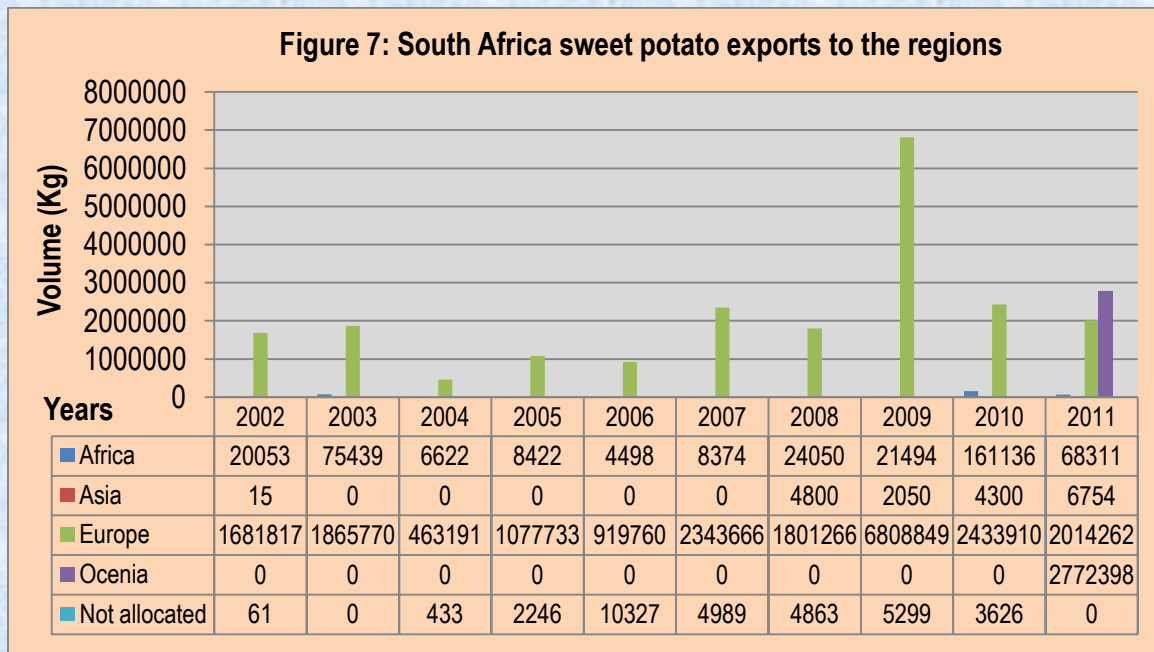 Figure 7: South Africa sweet potato exports to the regions
Volume (Kg)
8000000
7000000
6000000
5000000
4000000
3000000
2000000
1000000
0
Years 2002 2003 2004 2005 2006 2007 2008 2009 2010 2011
Africa 20053 75439 6622 8422 4498 8374 24050 21494 161136 68311
Asia 15 0 0 0 0 0 4800 2050 4300 6754
Europe 1681817 1865770 463191 1077733 919760 2343666 1801266 6808849 2433910 2014262
Ocenia 0 0 0 0 0 0 0 0 0 2772398
Not allocated 61 0 433 2246 10327 4989 4863 5299 3626 0